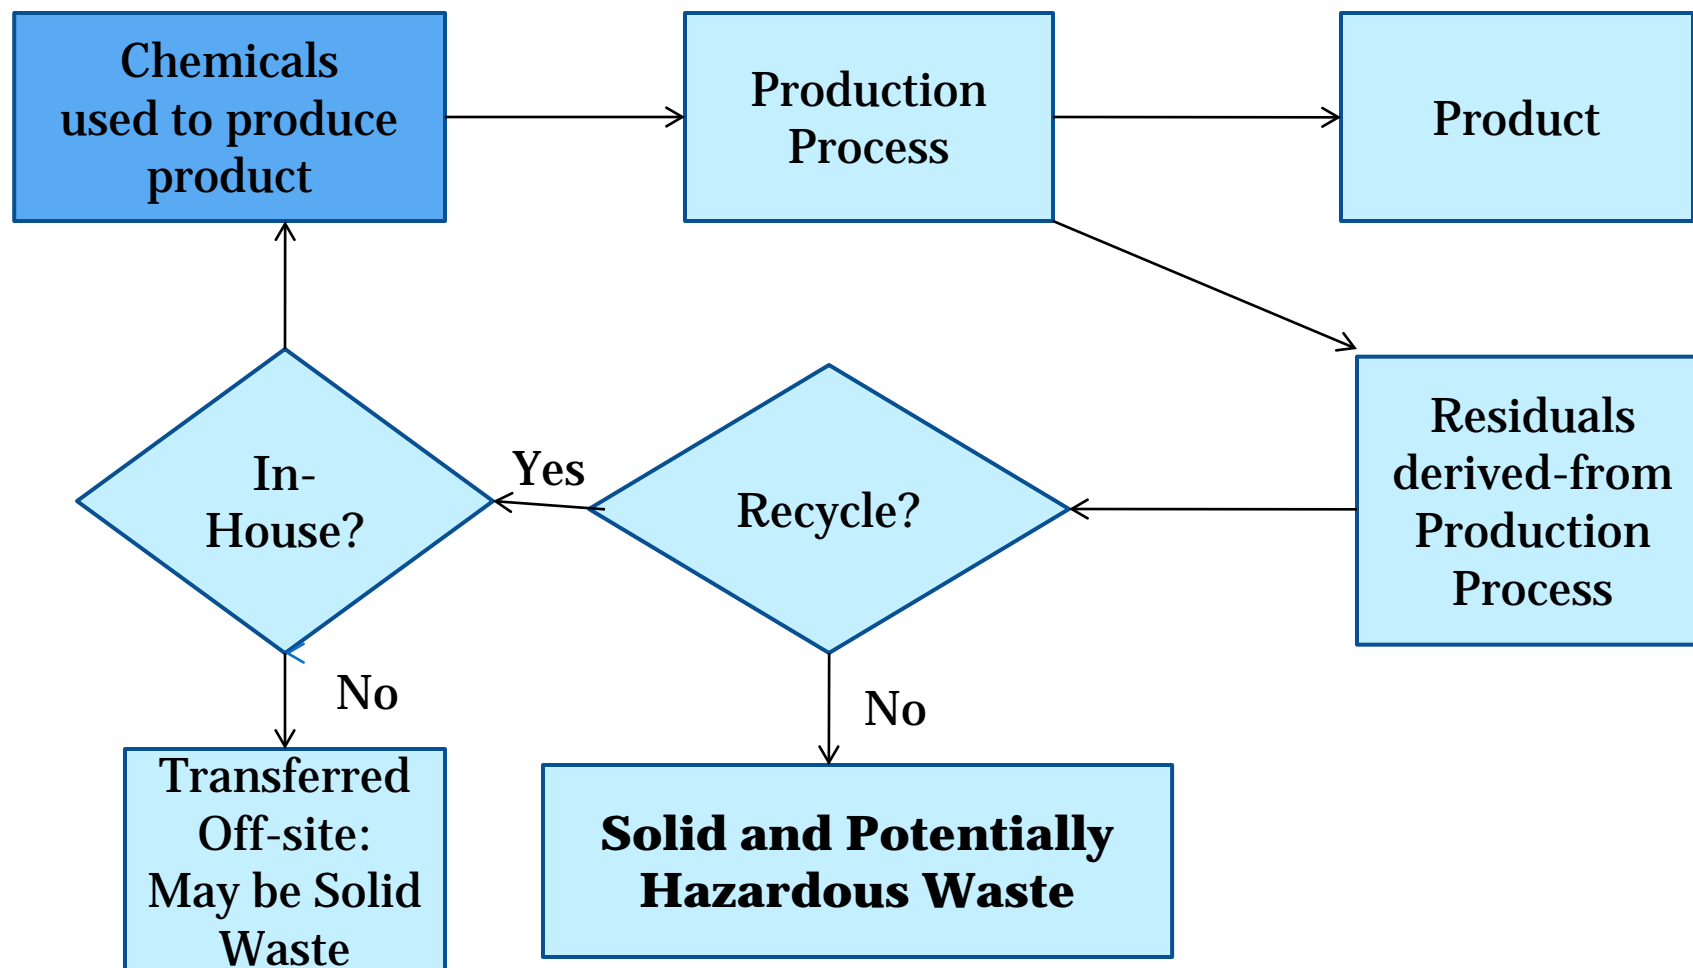 Chemicals
used to produce
product
Production
Process
Product
In-
House?
Yes
Recycle?
Residuals
derived-from
Production
Process
No
No
Transferred
Off-site:
May be Solid
Waste
Solid and Potentially
Hazardous Waste